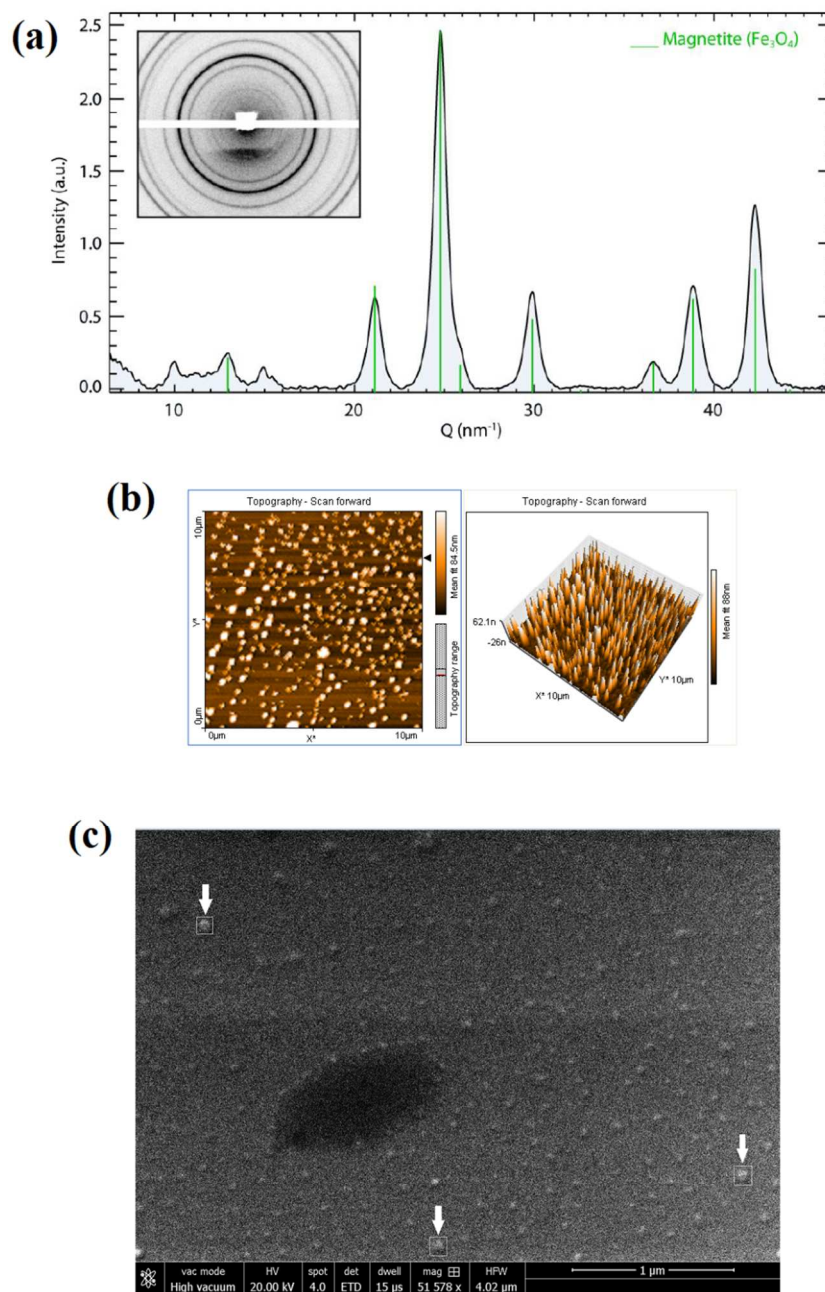 (a)
2.5
2.0
1.5
1.0
0.5
0.0
Intensity (a.u.)
Magnetite (Fe₃O₄)
10 20 30 40
Q (nm⁻¹)
(b)
Topography - Scan forward
10µm
Y*
0µm
0µm X* 10µm
Mean fit 84.5nm
Topography range
Topography - Scan forward
62.1n
-26n
X* 10µm
Y* 10µm
Mean fit 88nm
(c)
vac mode HV spot det dwell mag HFW
High vacuum 20.00 kV 4.0 ETD 15 µs 51 578 x 4.02 µm
1 µm